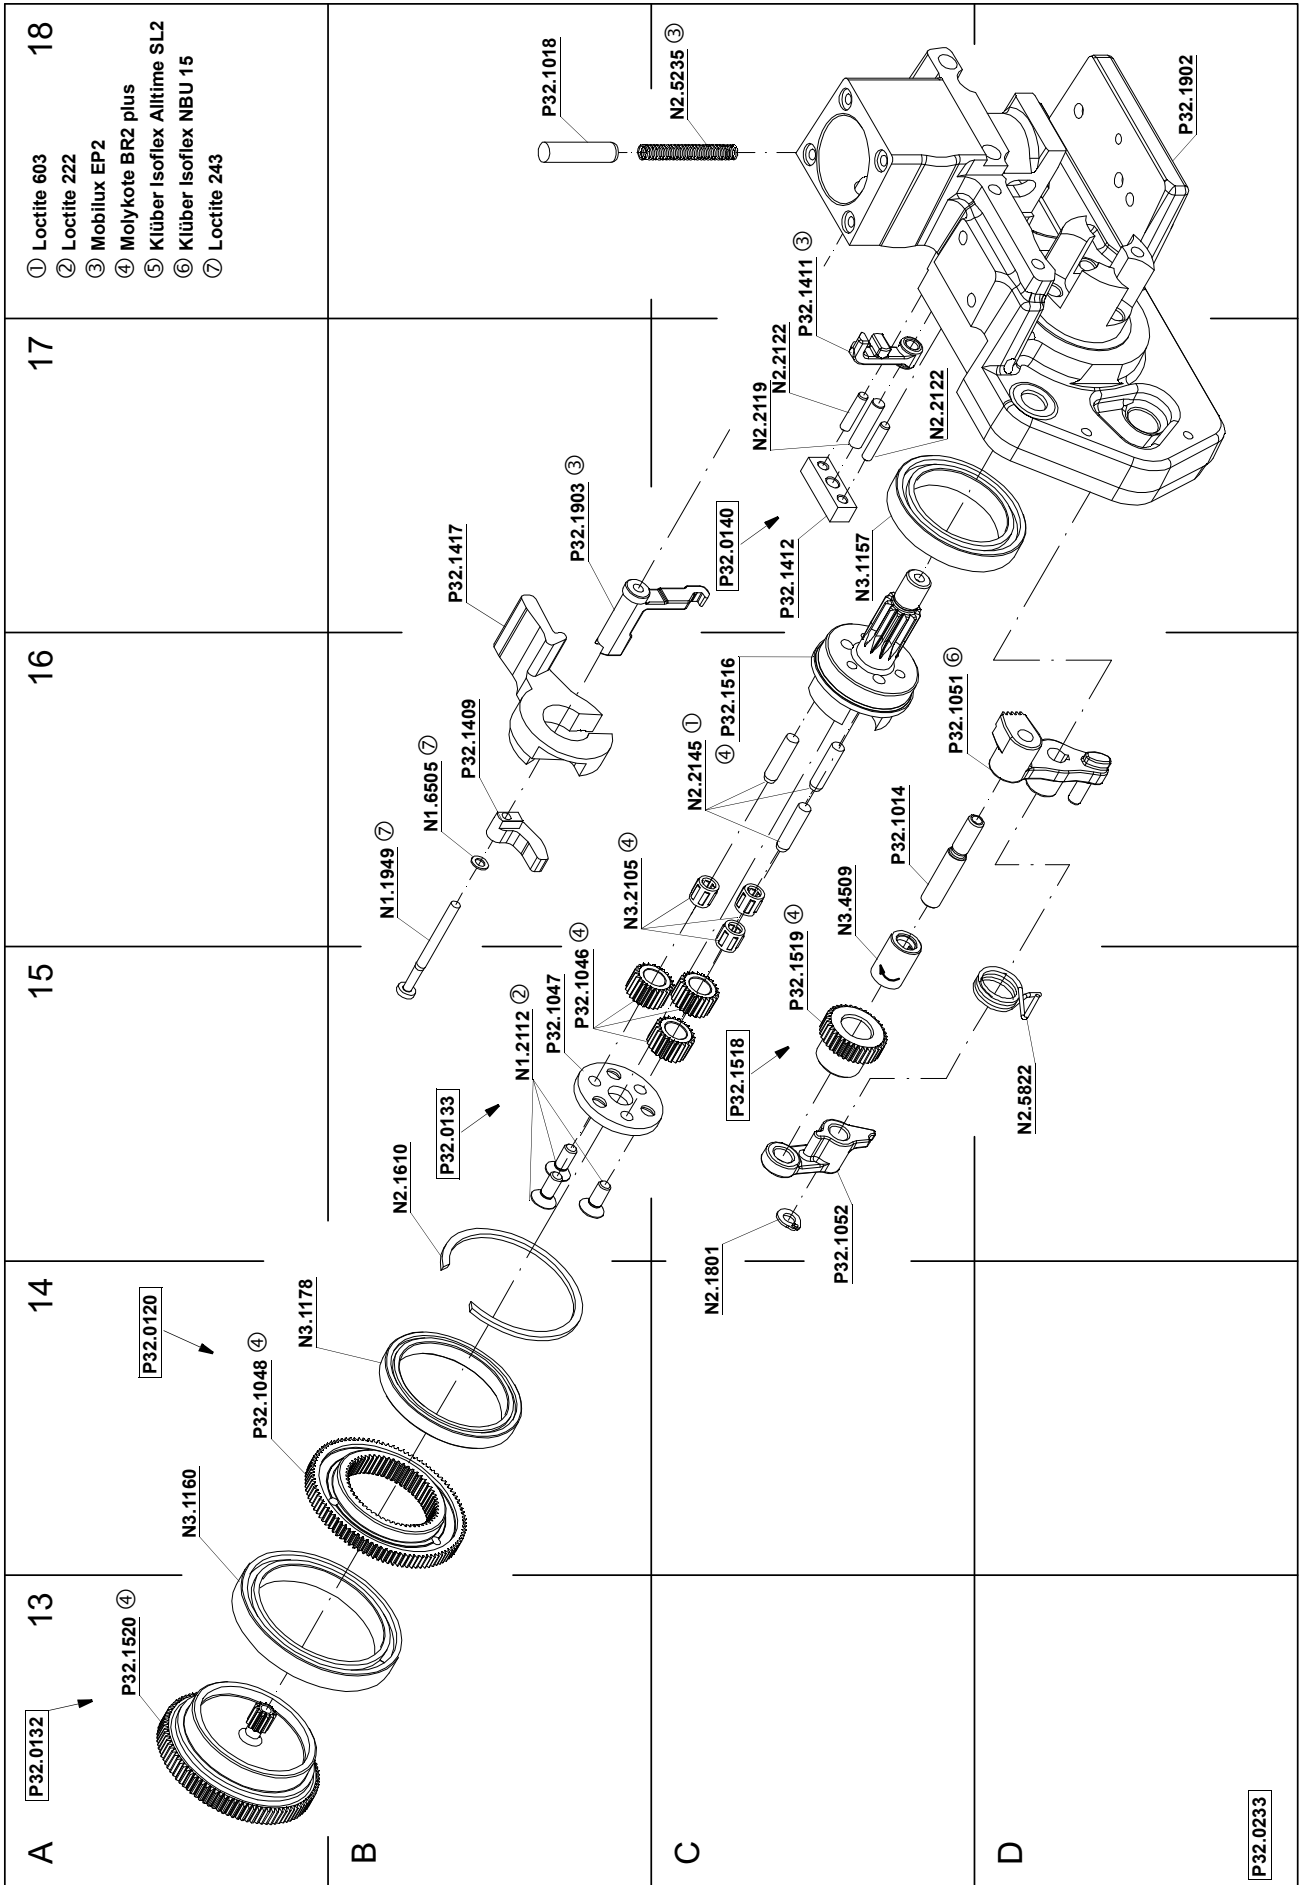 18
① Loctite 603
② Loctite 222
③ Mobilux EP2
④ Molykote BR2 plus
⑤ Klüber Isoflex Alltime SL2
⑥ Klüber Isoflex NBU 15
⑦ Loctite 243
17
16
15
14
13
A
B
C
D
P32.0132
P32.1520 ④
N3.1160
P32.1048 ④
P32.0120
N3.1178
N2.1610
P32.0133
N1.2112 ②
P32.1047
P32.1046 ④
N3.2105 ④
N2.2145 ①
④
P32.1516
N1.1949 ⑦
N1.6505 ⑦
P32.1409
P32.1417
P32.1903 ③
P32.0140
P32.1412
N3.1157
N2.2119
N2.2122
N2.2122
P32.1411 ③
P32.1018
N2.5235 ③
P32.1902
P32.1051 ⑥
P32.1014
N3.4509
P32.1519 ④
P32.1518
N2.5822
P32.1052
N2.1801
P32.0233